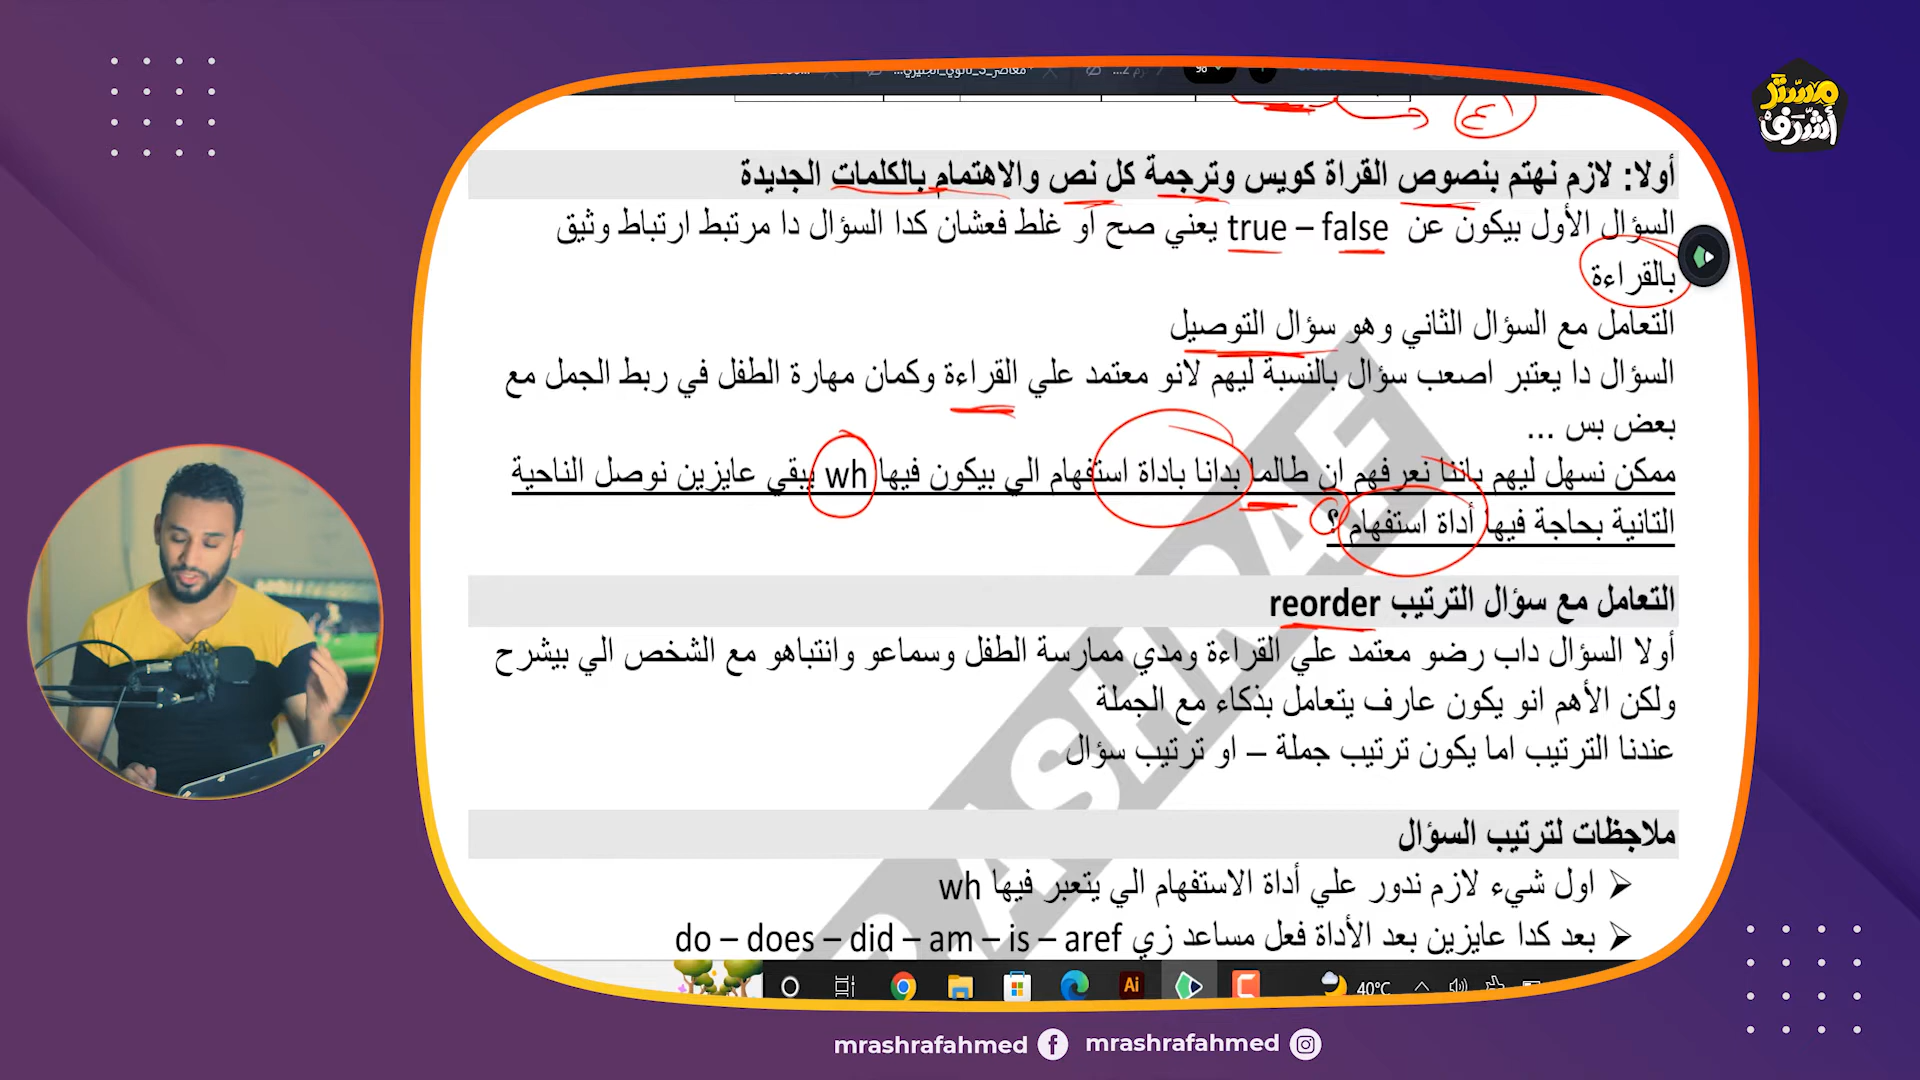 مستر
أشرف
أولا: لازم نهتم بنصوص القراة كويس وترجمة كل نص والاهتمام بالكلمات الجديدة
السؤال الأول بيكون عن true – false يعني صح او غلط فعشان كدا السؤال دا مرتبط ارتباط وثيق
بالقراءة
التعامل مع السؤال الثاني وهو سؤال التوصيل
السؤال دا يعتبر اصعب سؤال بالنسبة ليهم لانو معتمد علي القراءة وكمان مهارة الطفل في ربط الجمل مع
بعض بس ...
ممكن نسهل ليهم باننا نعرفهم ان طالما بدانا باداة استفهام الي بيكون فيها wh يبقي عايزين نوصل الناحية
التانية بحاجة فيها أداة استفهام ؟
التعامل مع سؤال الترتيب reorder
أولا السؤال داب رضو معتمد علي القراءة ومدي ممارسة الطفل وسماعو وانتباهو مع الشخص الي بيشرح
ولكن الأهم انو يكون عارف يتعامل بذكاء مع الجملة
عندنا الترتيب اما يكون ترتيب جملة – او ترتيب سؤال
ملاحظات لترتيب السؤال
اول شيء لازم ندور علي أداة الاستفهام الي يتعبر فيها wh
بعد كدا عايزين بعد الأداة فعل مساعد زي do – does – did – am – is – aref
ASHRAF
Ai
40°C
mrashrafahmed
mrashrafahmed